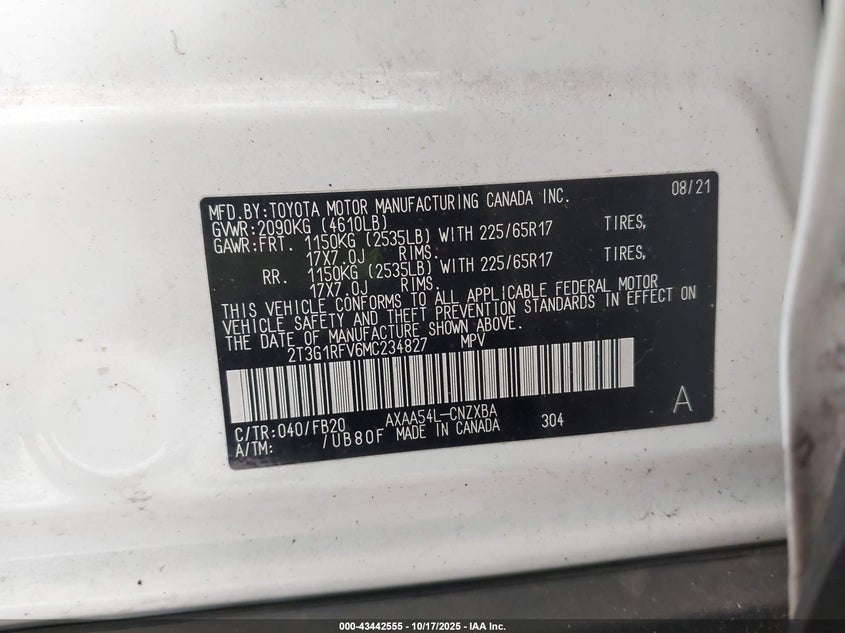 08/21
MFD.BY:TOYOTA MOTOR MANUFACTURING CANADA INC.
GVWR:2090KG (4610LB)
GAWR:FRT. 1150KG (2535LB) WITH 225/65R17 TIRES,
17X7.0J RIMS.
RR. 1150KG (2535LB) WITH 225/65R17 TIRES,
17X7.0J RIMS.
THIS VEHICLE CONFORMS TO ALL APPLICABLE FEDERAL MOTOR
VEHICLE SAFETY AND THEFT PREVENTION STANDARDS IN EFFECT ON
THE DATE OF MANUFACTURE SHOWN ABOVE.
2T3G1RFV6MC234827 MPV
A
C/TR:040/FB20 AXAA54L-CNZXBA 304
A/TM: /UB80F MADE IN CANADA
000-43442555 - 10/17/2025 - IAA Inc.